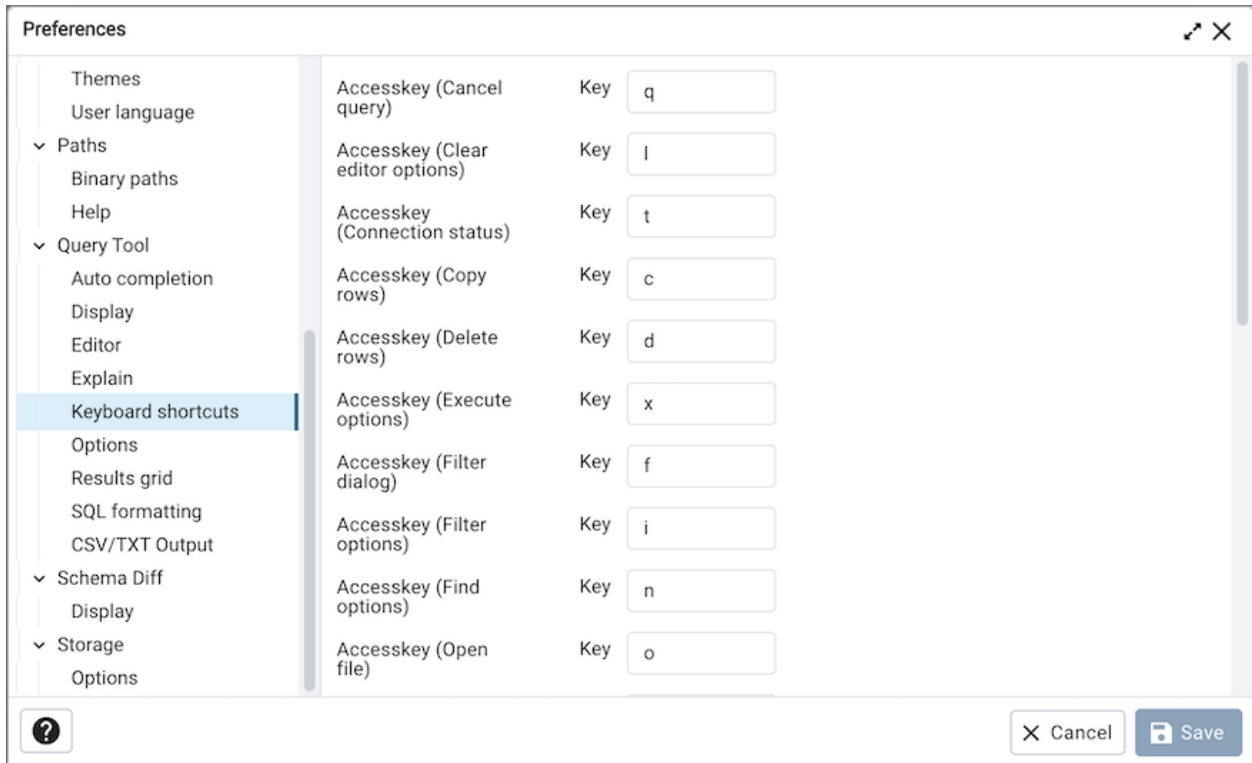 Preferences
Themes
User language
Paths
Binary paths
Help
Query Tool
Auto completion
Display
Editor
Explain
Keyboard shortcuts
Options
Results grid
SQL formatting
CSV/TXT Output
Schema Diff
Display
Storage
Options
Accesskey (Cancel
query)
Key
q
Accesskey (Clear
editor options)
Key
l
Accesskey
(Connection status)
Key
t
Accesskey (Copy
rows)
Key
c
Accesskey (Delete
rows)
Key
d
Accesskey (Execute
options)
Key
x
Accesskey (Filter
dialog)
Key
f
Accesskey (Filter
options)
Key
i
Accesskey (Find
options)
Key
n
Accesskey (Open
file)
Key
o
Cancel
Save